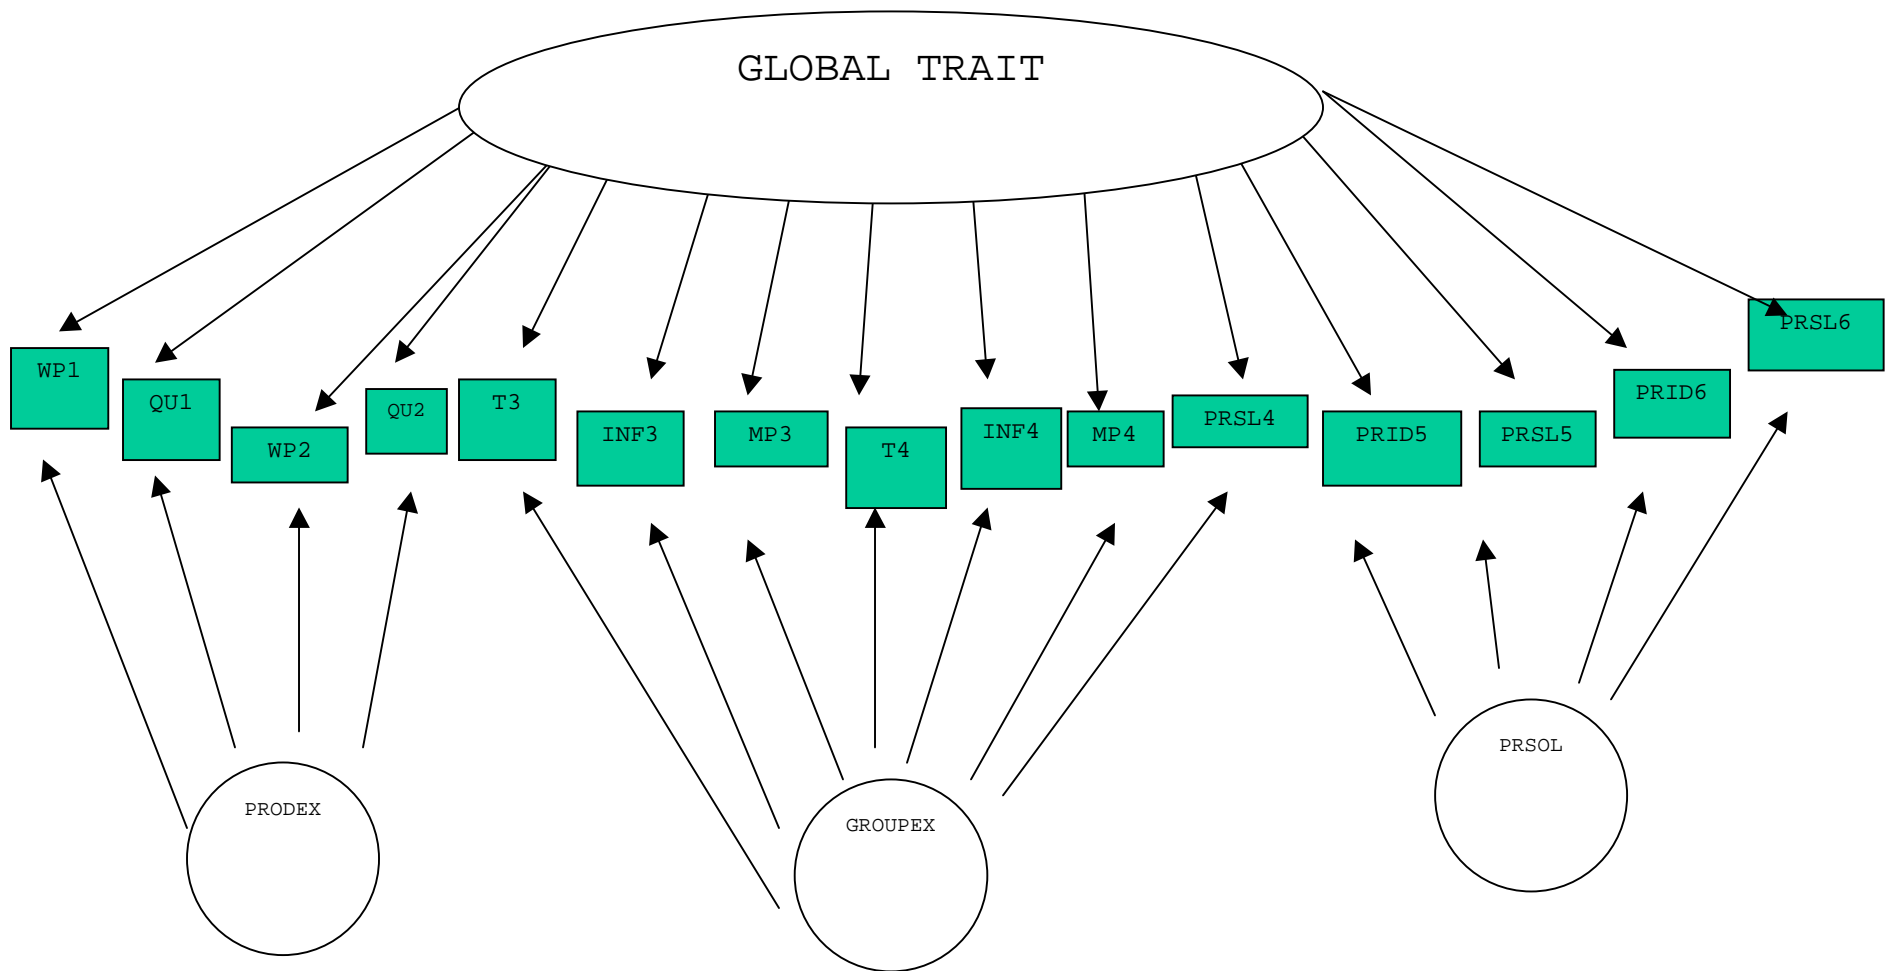 GLOBAL TRAIT
WP1
QU1
WP2
QU2
T3
INF3
MP3
T4
INF4
MP4
PRSL4
PRID5
PRSL5
PRID6
PRSL6
PRODEX
GROUPEX
PRSOL